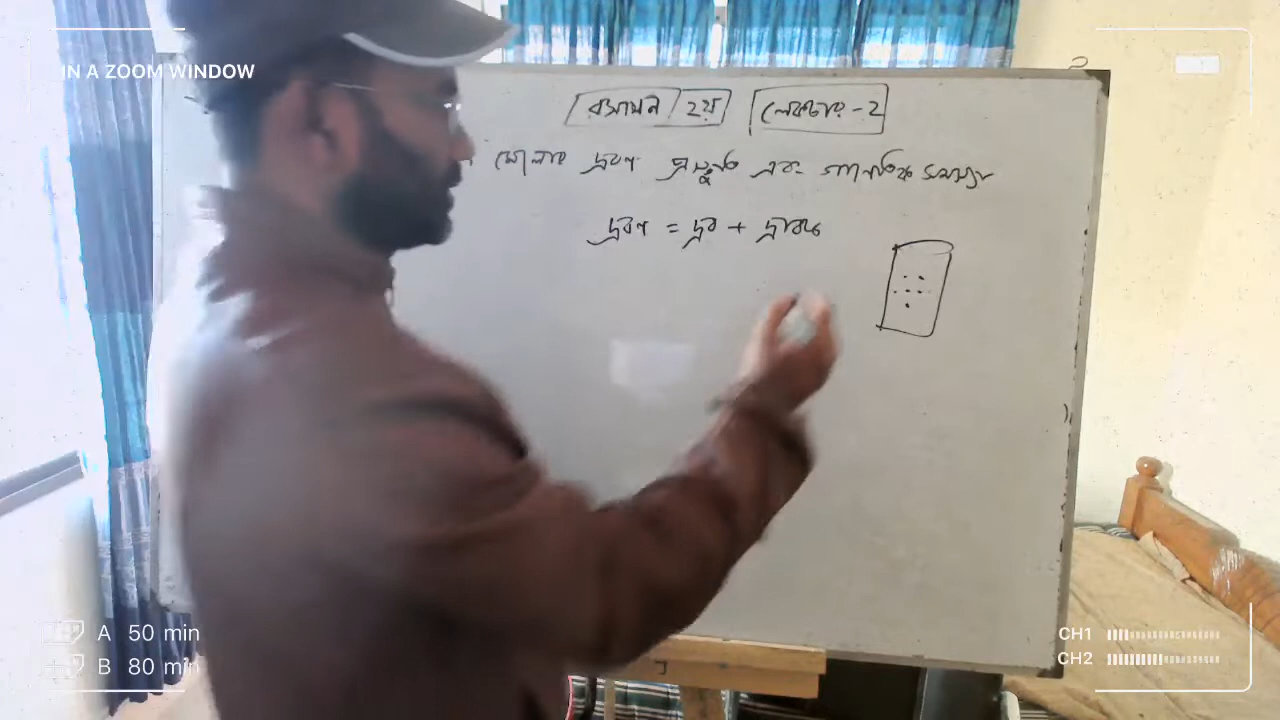 IN A ZOOM WINDOW
রসায়ন / ২য় লেকচার - 2
মোলার দ্রবণ প্রস্তুতি এবং গাণিতিক সমস্যা
দ্রবণ = দ্রব + দ্রাবক
A 50 min
B 80 min
CH1
CH2